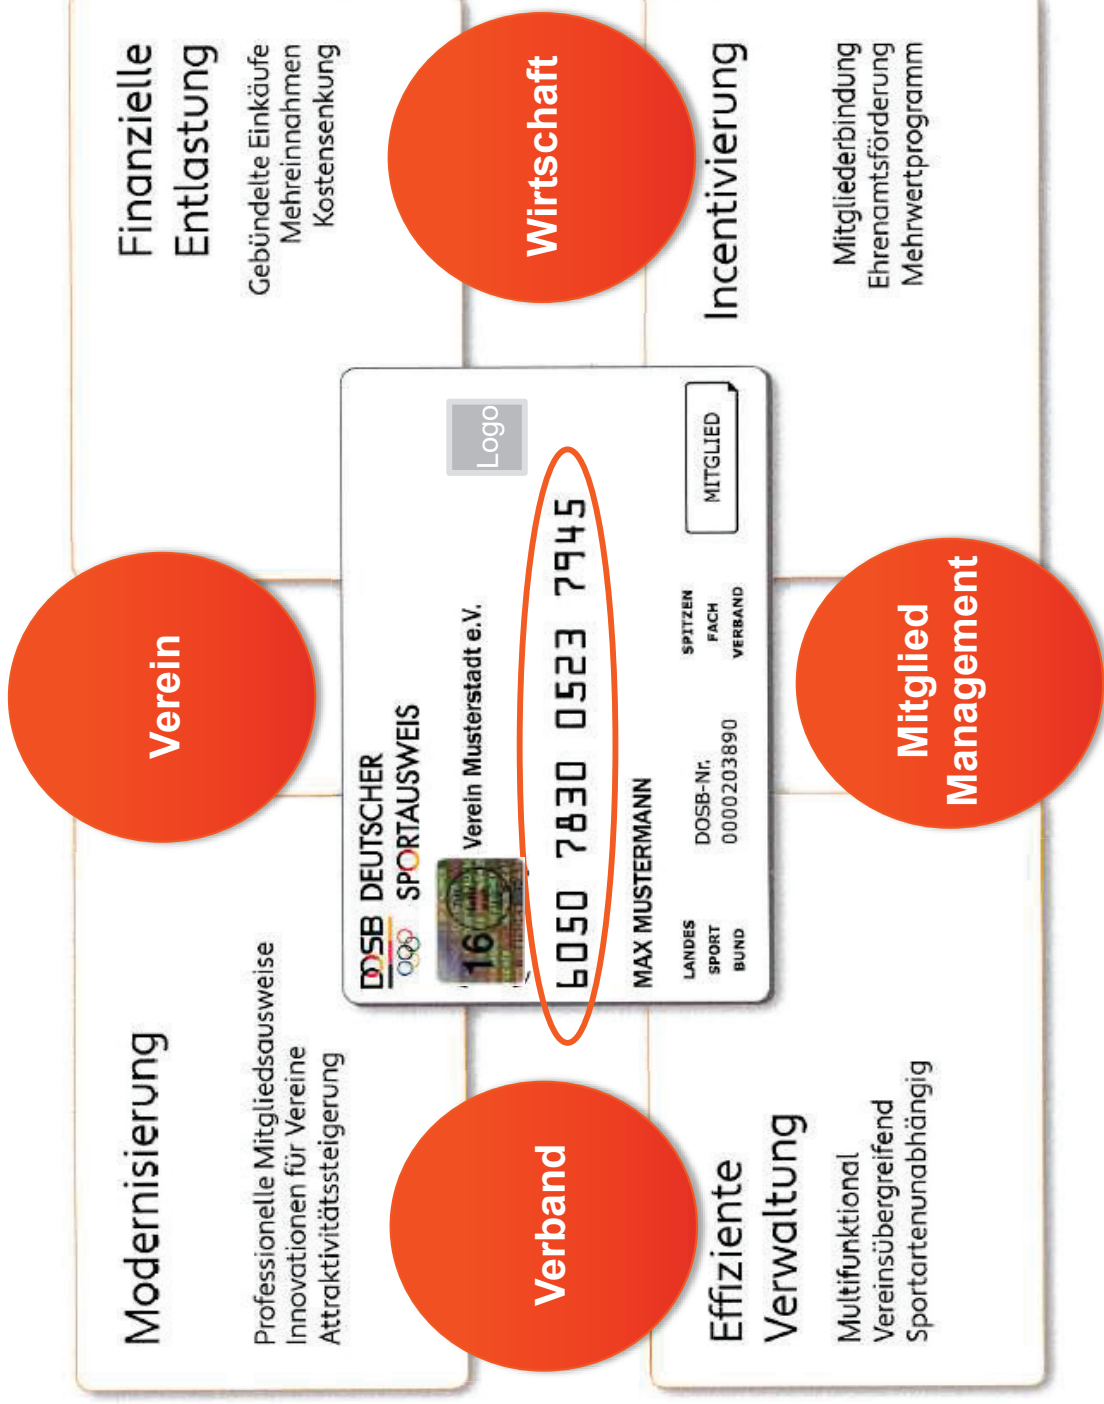 Modernisierung
Professionelle Mitgliedsausweise
Innovationen für Vereine
Attraktivitätssteigerung
Verein
Finanzielle
Entlastung
Gebündelte Einkäufe
Mehreinnahmen
Kostensenkung
Verband
DOSB DEUTSCHER
SPORTAUSWEIS
16
Verein Musterstadt e.V.
Logo
6050 7830 0523 7945
MAX MUSTERMANN
LANDES
SPORT
BUND
DOSB-Nr.
0000203890
SPITZEN
FACH
VERBAND
MITGLIED
Wirtschaft
Effiziente
Verwaltung
Multifunktional
Vereinsübergreifend
Sportartenunabhängig
Mitglied
Management
Incentivierung
Mitgliederbindung
Ehrenamtsförderung
Mehrwertprogramm